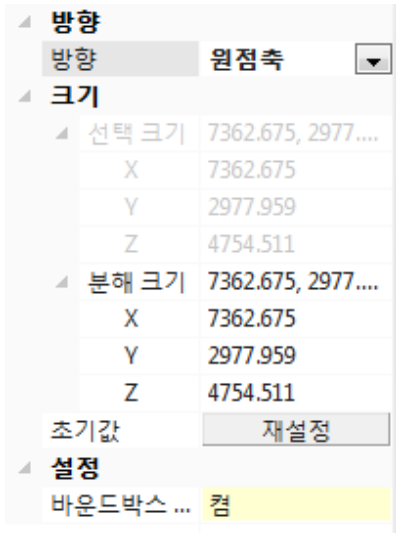 방향
방향 원점축
크기
선택 크기 7362.675, 2977....
X 7362.675
Y 2977.959
Z 4754.511
분해 크기 7362.675, 2977....
X 7362.675
Y 2977.959
Z 4754.511
초기값 재설정
설정
바운드박스 ... 켬